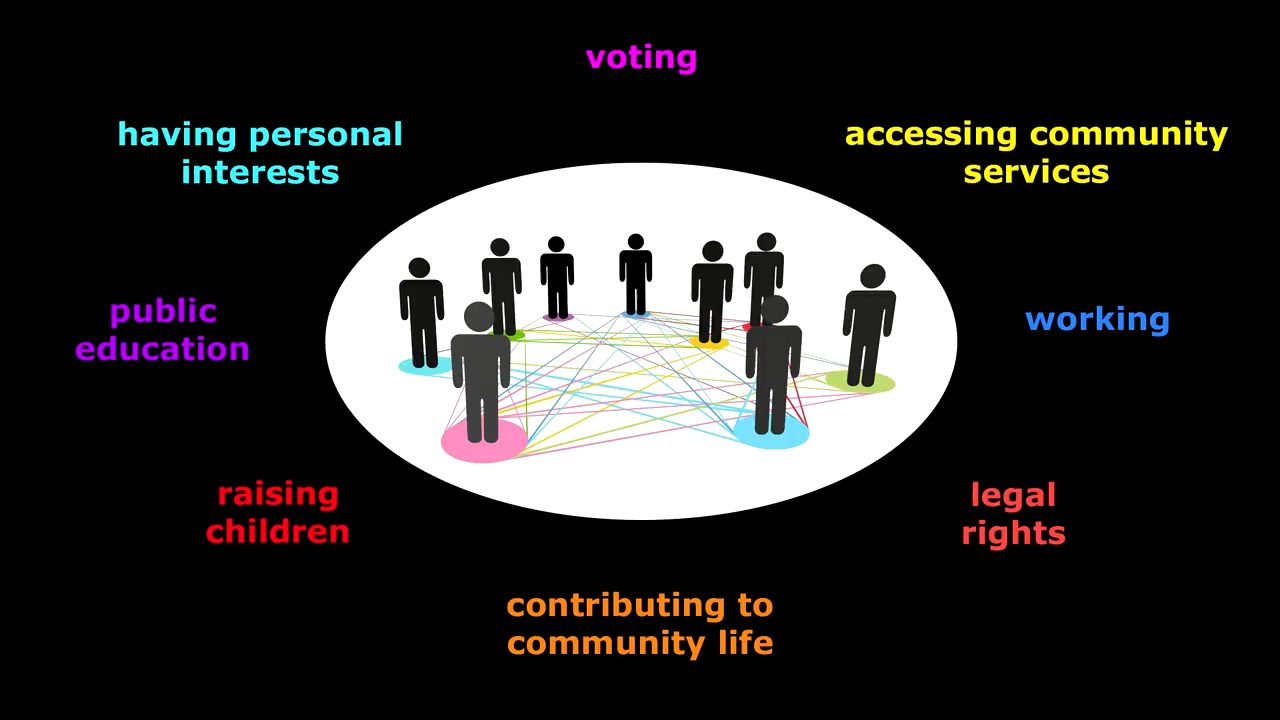 voting
having personal
interests
accessing community
services
public
education
working
raising
children
legal
rights
contributing to
community life